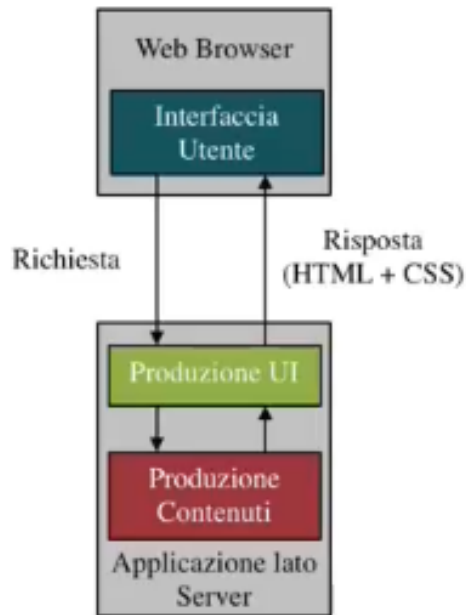 Web Browser
Interfaccia
Utente
Richiesta
Risposta
(HTML + CSS)
Produzione UI
Produzione
Contenuti
Applicazione lato
Server